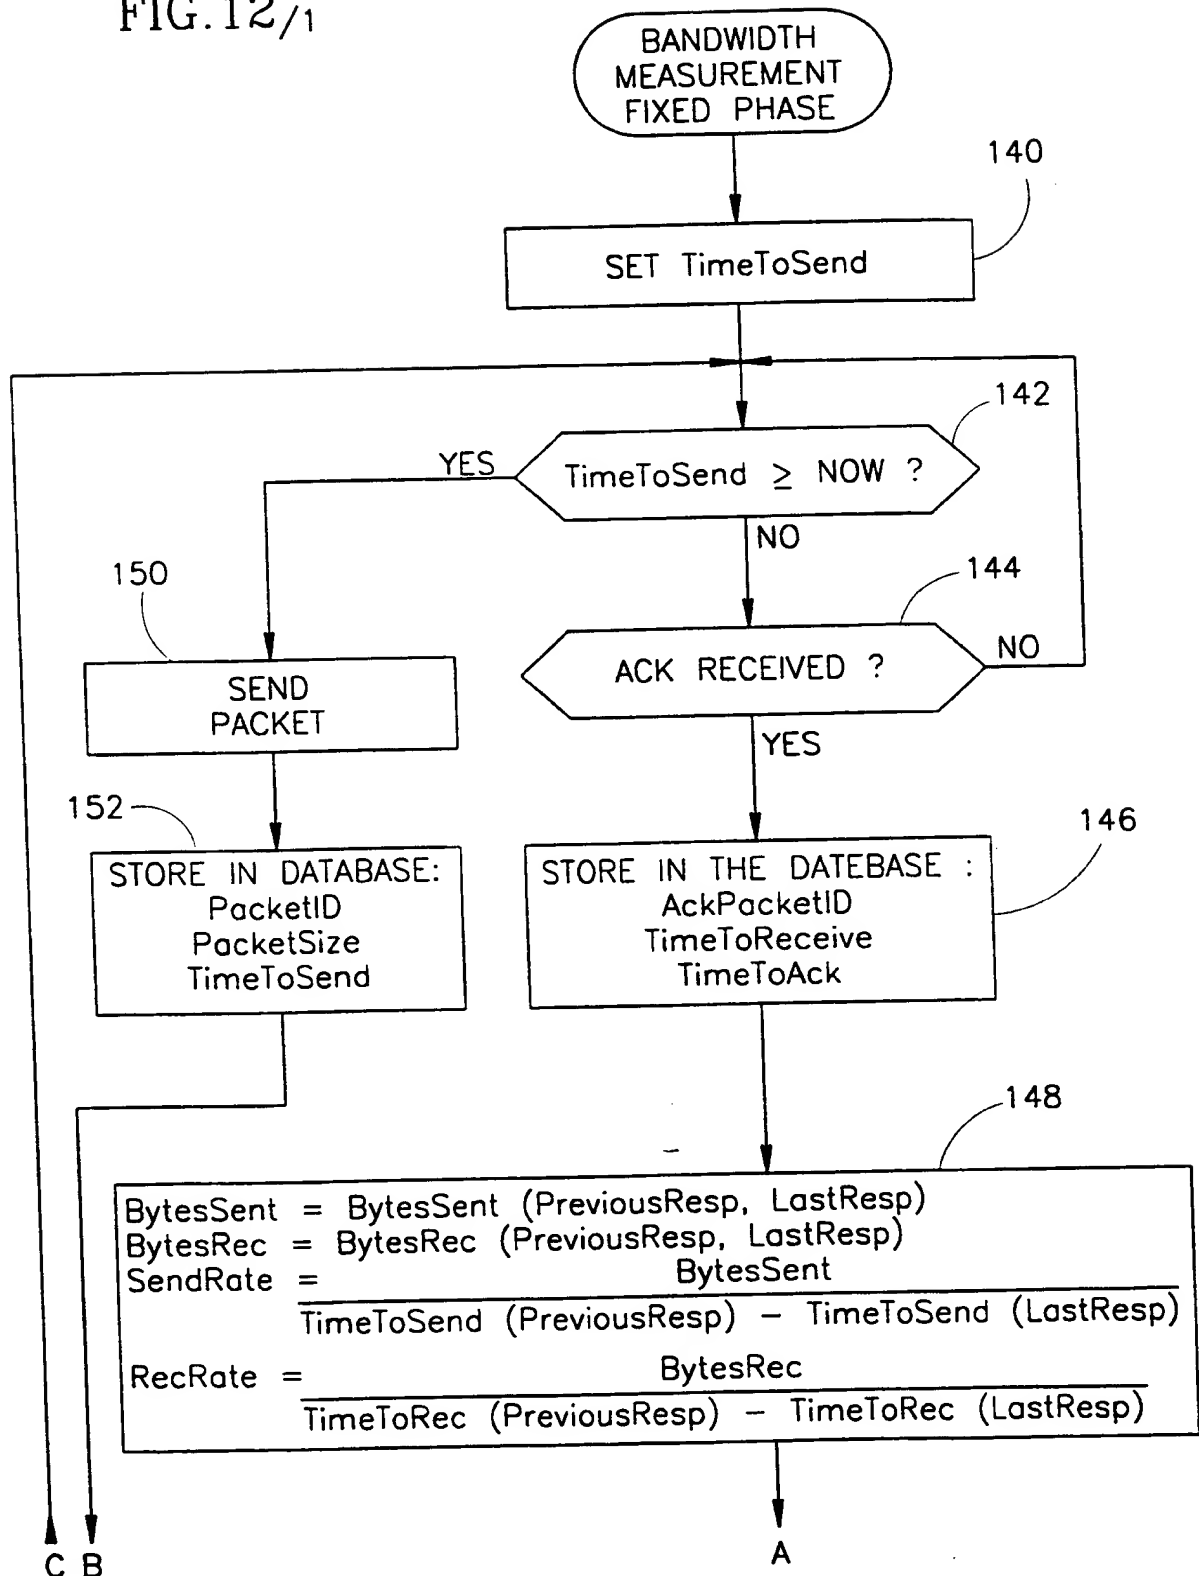 FIG.12/1
BANDWIDTH
MEASUREMENT
FIXED PHASE
140
SET TimeToSend
142
TimeToSend ≥ NOW ?
YES
NO
150
144
ACK RECEIVED ?
NO
SEND
PACKET
YES
152
146
STORE IN DATABASE:
PacketID
PacketSize
TimeToSend
STORE IN THE DATEBASE :
AckPacketID
TimeToReceive
TimeToAck
148
BytesSent = BytesSent (PreviousResp, LastResp)
BytesRec = BytesRec (PreviousResp, LastResp)
SendRate = BytesSent
TimeToSend (PreviousResp) – TimeToSend (LastResp)
RecRate = BytesRec
TimeToRec (PreviousResp) – TimeToRec (LastResp)
C B
A